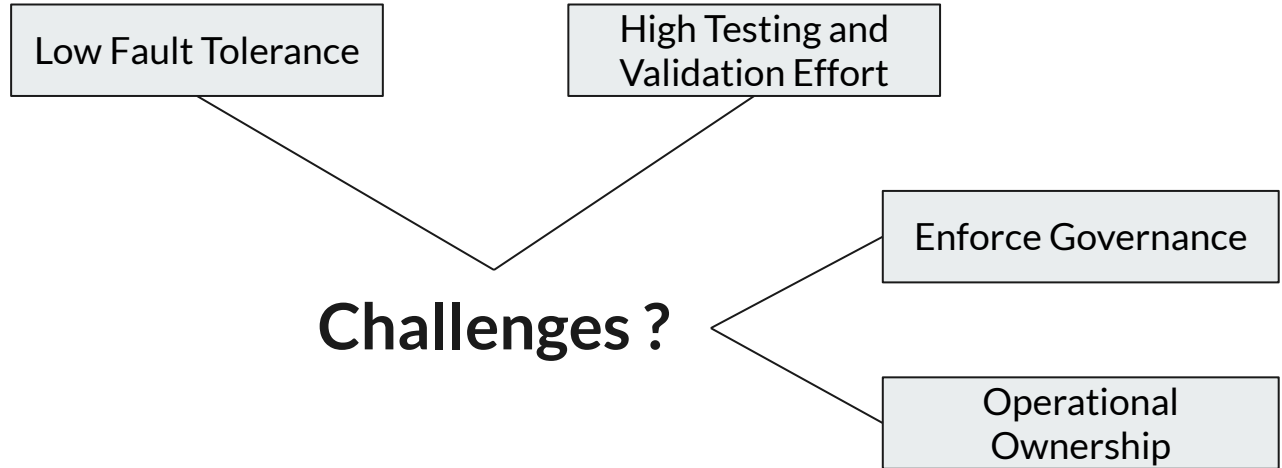 Low Fault Tolerance
High Testing and
Validation Effort
Enforce Governance
Challenges ?
Operational
Ownership